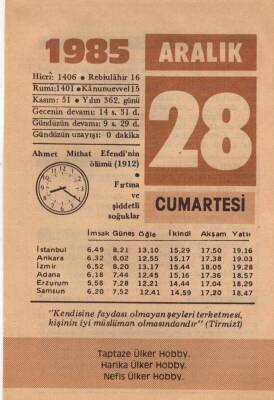 1985
ARALIK
Hicrî: 1406 • Rebiulâhir 16
Rumi: 1401 • Kânunuevvel 15
Kasım: 51 • Yılın 362. günü
Gecenin devamı: 14 s. 31 d.
Gündüzün devamı: 9 s. 29 d.
Gündüzün uzayışı: 0 dakika
28
CUMARTESİ
Ahmet Mithat Efendi'nin
ölümü (1912)
•
Fırtına
ve
şiddetli
soğuklar
İmsak Güneş Öğle İkindi Akşam Yatsı
İstanbul 6,49 8,21 13,10 15,29 17,50 19,16
Ankara 6,32 8,02 12,55 15,17 17,38 19,03
İzmir 6,52 8,20 13,17 15,44 18,05 19,28
Adana 6,18 7,44 12,45 15,16 17,36 18,57
Erzurum 5,56 7,28 12,21 14,44 17,04 18,29
Samsun 6,20 7,52 12,41 14,59 17,20 18,47
"Kendisine faydası olmayan şeyleri terketmesi,
kişinin iyi müslüman olmasındandır" (Tirmizî)
Taptaze Ülker Hobby.
Harika Ülker Hobby.
Nefis Ülker Hobby.